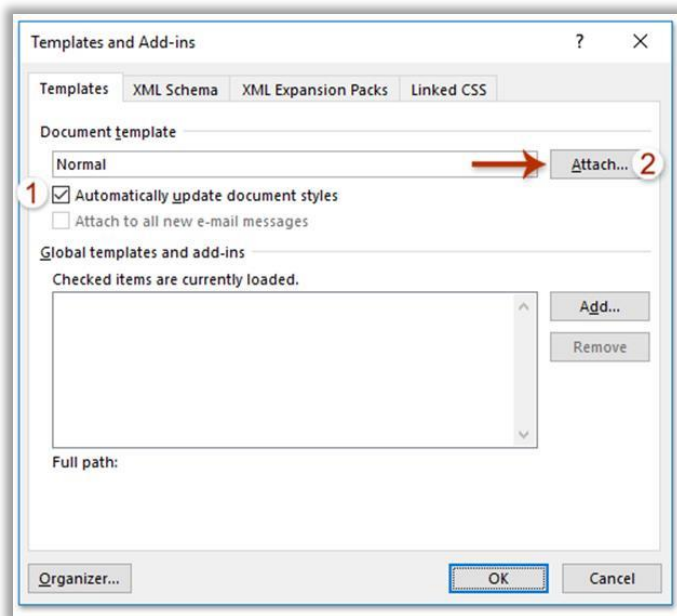 Templates and Add-ins ?
Templates XML Schema XML Expansion Packs Linked CSS
Document template
Normal Attach... 2
1 Automatically update document styles
Attach to all new e-mail messages
Global templates and add-ins
Checked items are currently loaded.
Add...
Remove
Full path:
Organizer... OK Cancel